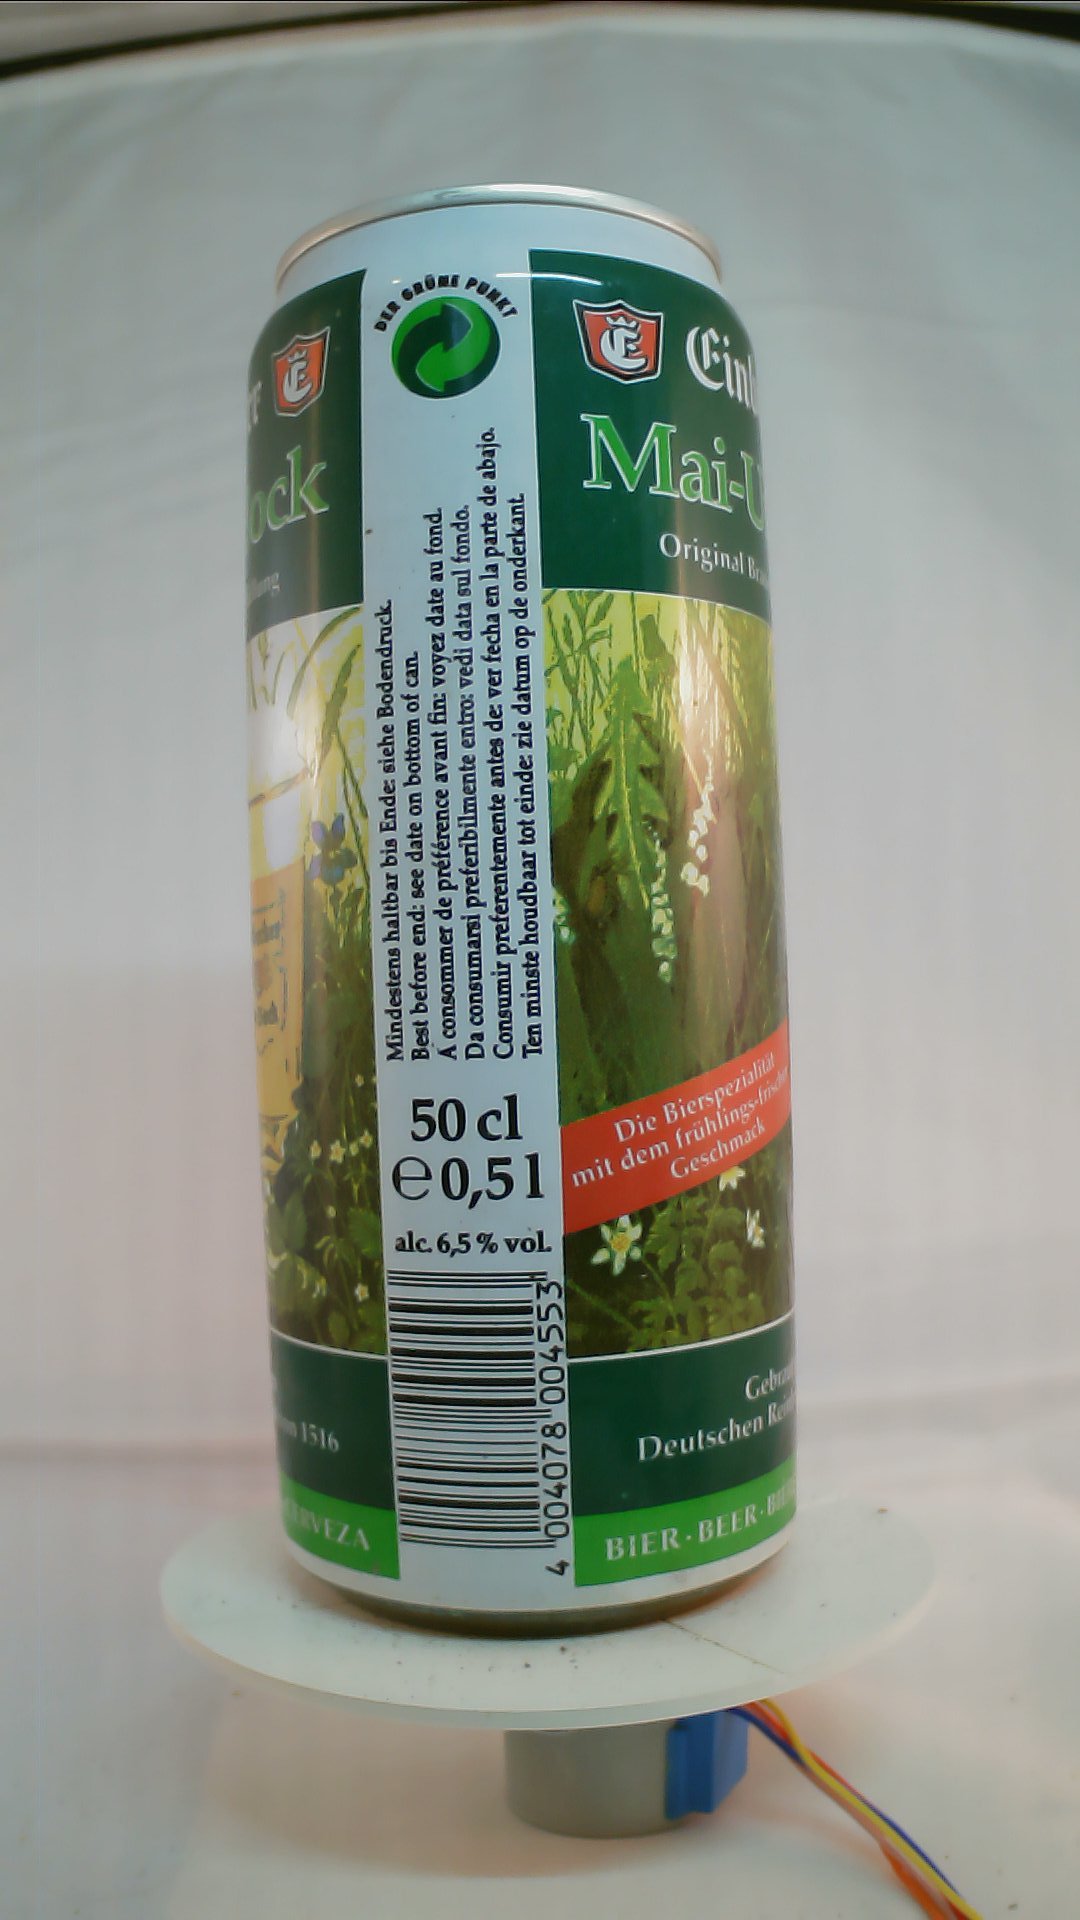 DER GRÜNE PUNKT
Mindestens haltbar bis Ende: siehe Bodendruck.
Best before end: see date on bottom of can.
À consommer de préférence avant fin: voyez date au fond.
Da consumarsi preferibilmente entro: vedi data sul fondo.
Consumir preferentemente antes de: ver fecha en la parte de abajo.
Ten minste houdbaar tot einde: zie datum op de onderkant.
50 cl
e 0,5 l
alc. 6,5 % vol.
4 004078 004553
E
ock
1516
CERVEZA
E
Einb
Mai-U
Original Brau
Die Bierspezialität
mit dem frühlings-frischen
Geschmack
Gebrau
Deutschen Rein
BIER · BEER · BI